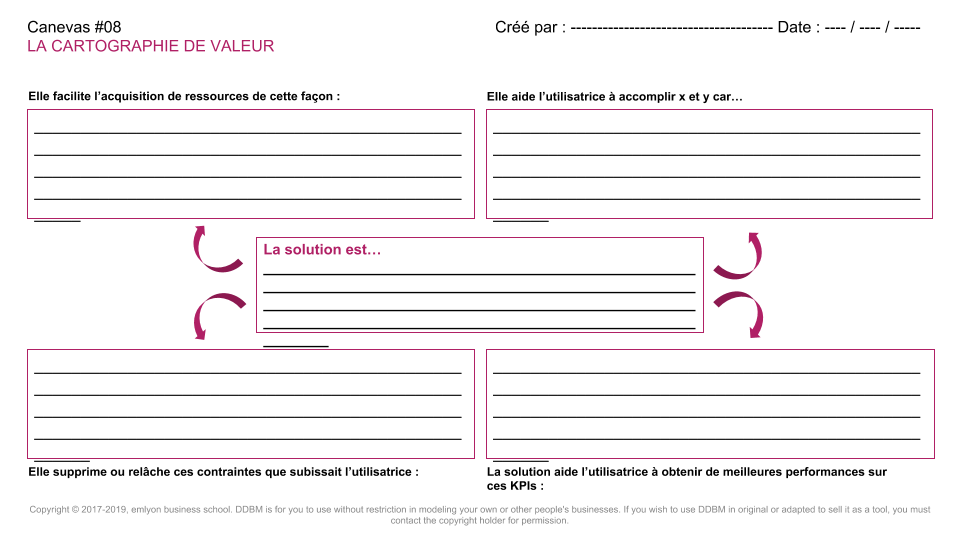 Canevas #08
LA CARTOGRAPHIE DE VALEUR
Créé par : -------------------------------------- Date : ---- / ---- / -----
Elle facilite l’acquisition de ressources de cette façon :
Elle aide l’utilisatrice à accomplir x et y car…
La solution est…
Elle supprime ou relâche ces contraintes que subissait l’utilisatrice :
La solution aide l’utilisatrice à obtenir de meilleures performances sur
ces KPIs :
Copyright © 2017-2019, emlyon business school. DDBM is for you to use without restriction in modeling your own or other people's businesses. If you wish to use DDBM in original or adapted to sell it as a tool, you must
contact the copyright holder for permission.